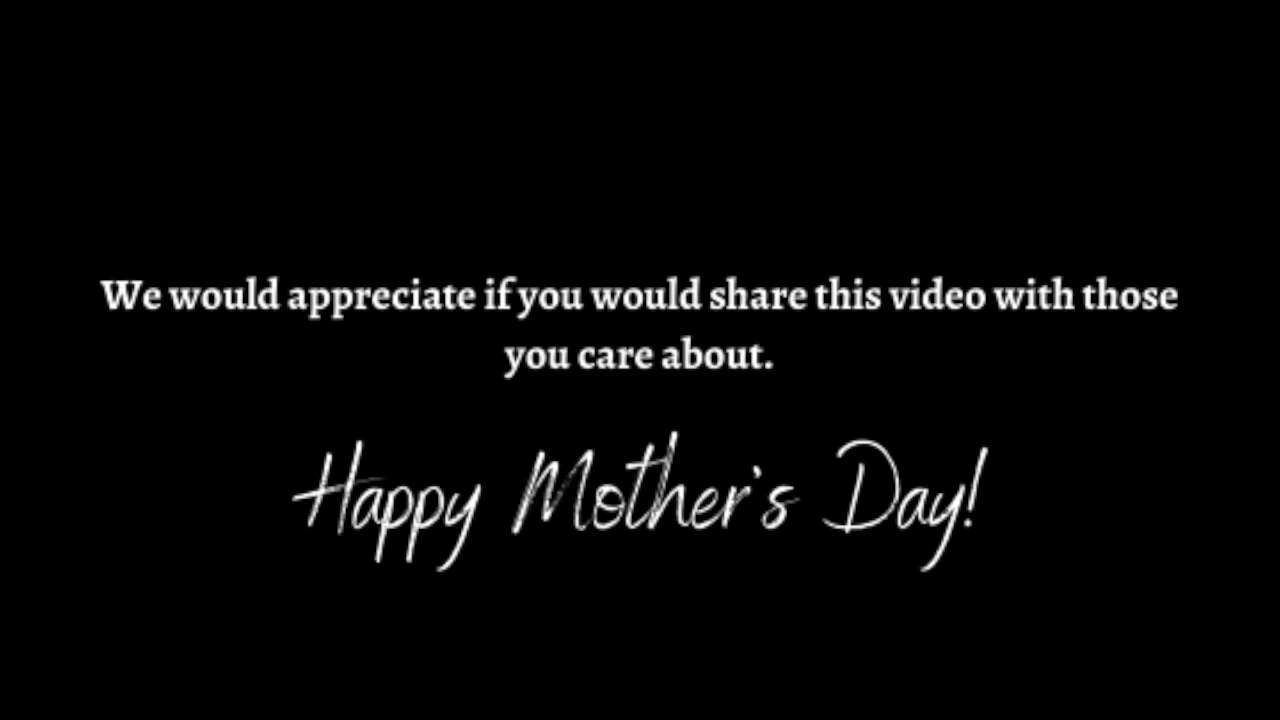 We would appreciate if you would share this video with those
you care about.
Happy Mother's Day!